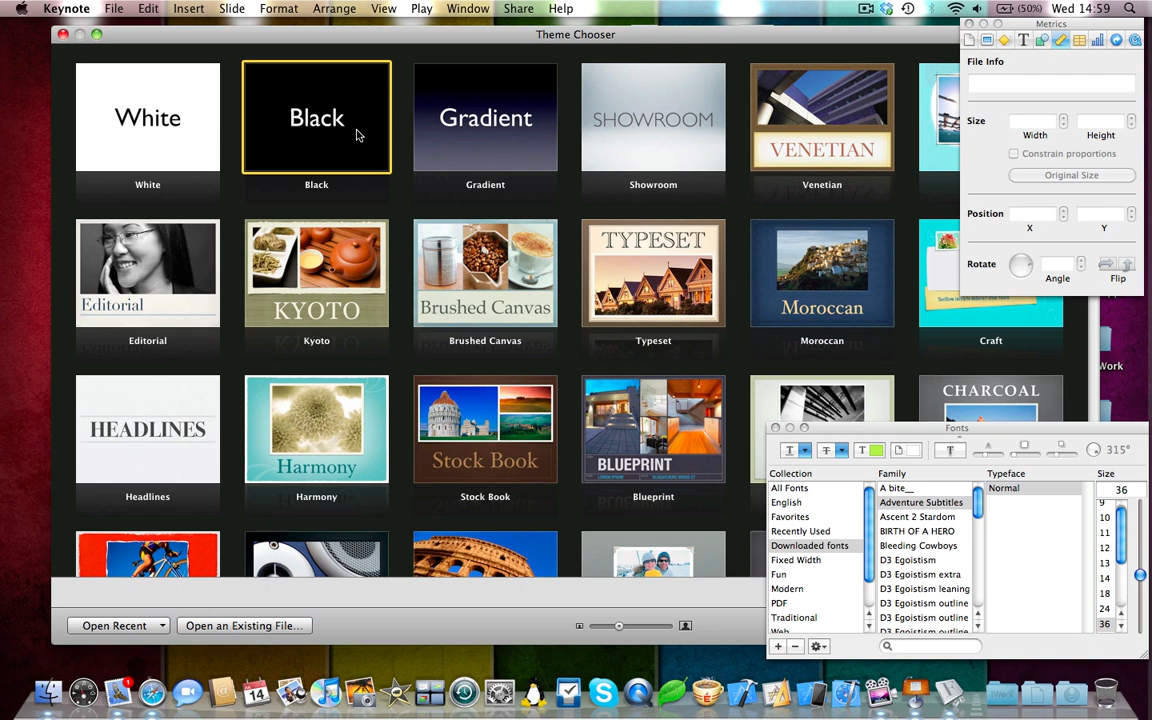 Keynote File Edit Insert Slide Format Arrange View Play Window Share Help (50%) Wed 14:59
Theme Chooser
Metrics
File Info
Size
Width Height
Constrain proportions
Original Size
Position
X Y
Rotate
Angle Flip
White
Black
Gradient
SHOWROOM
VENETIAN
White
Black
Gradient
Showroom
Venetian
Editorial
KYOTO
Brushed Canvas
TYPESET
Moroccan
Editorial
Kyoto
Brushed Canvas
Typeset
Moroccan
Craft
HEADLINES
Harmony
Stock Book
BLUEPRINT
CHARCOAL
Headlines
Harmony
Stock Book
Blueprint
Work
Fonts
315°
Collection Family Typeface Size
All Fonts
English
Favorites
Recently Used
Downloaded fonts
Fixed Width
Fun
Modern
PDF
Traditional
Web
A bite__
Adventure Subtitles
Ascent 2 Stardom
BIRTH OF A HERO
Bleeding Cowboys
D3 Egoistism
D3 Egoistism extra
D3 Egoistism leaning
D3 Egoistism outline
D3 Egoistism outline
D3 Egoistism outline
Normal
36
9
10
11
12
13
14
18
24
36
Open Recent
Open an Existing File...
1
14